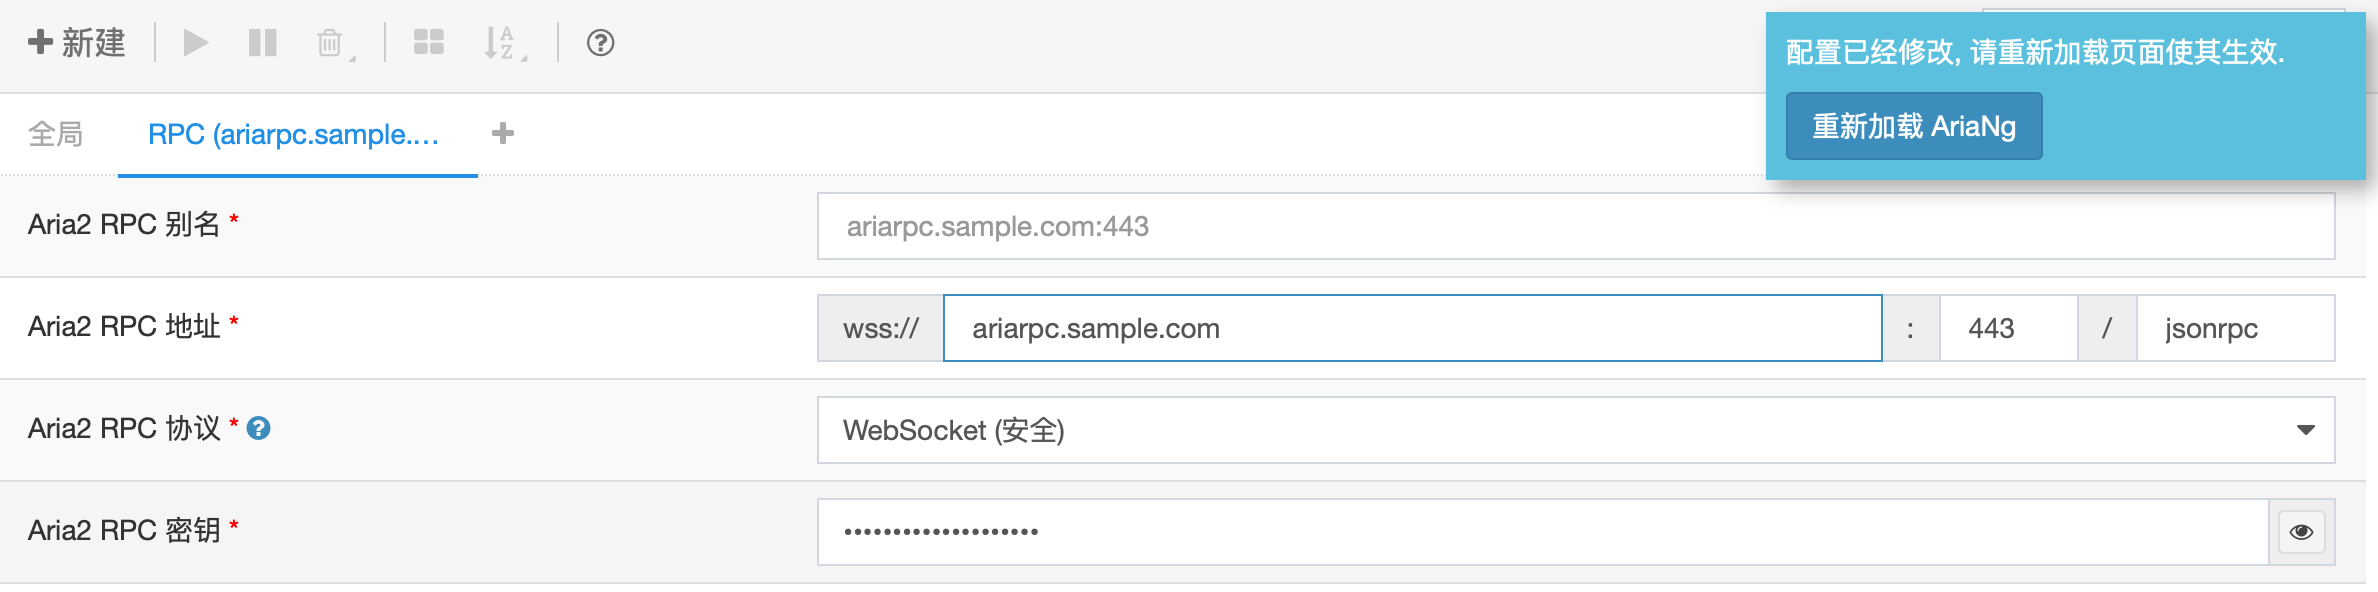 新建
配置已经修改, 请重新加载页面使其生效.
重新加载 AriaNg
全局 RPC (ariarpc.sample....
Aria2 RPC 别名 * ariarpc.sample.com:443
Aria2 RPC 地址 * wss:// ariarpc.sample.com : 443 / jsonrpc
Aria2 RPC 协议 * WebSocket (安全)
Aria2 RPC 密钥 * ••••••••••••••••••••